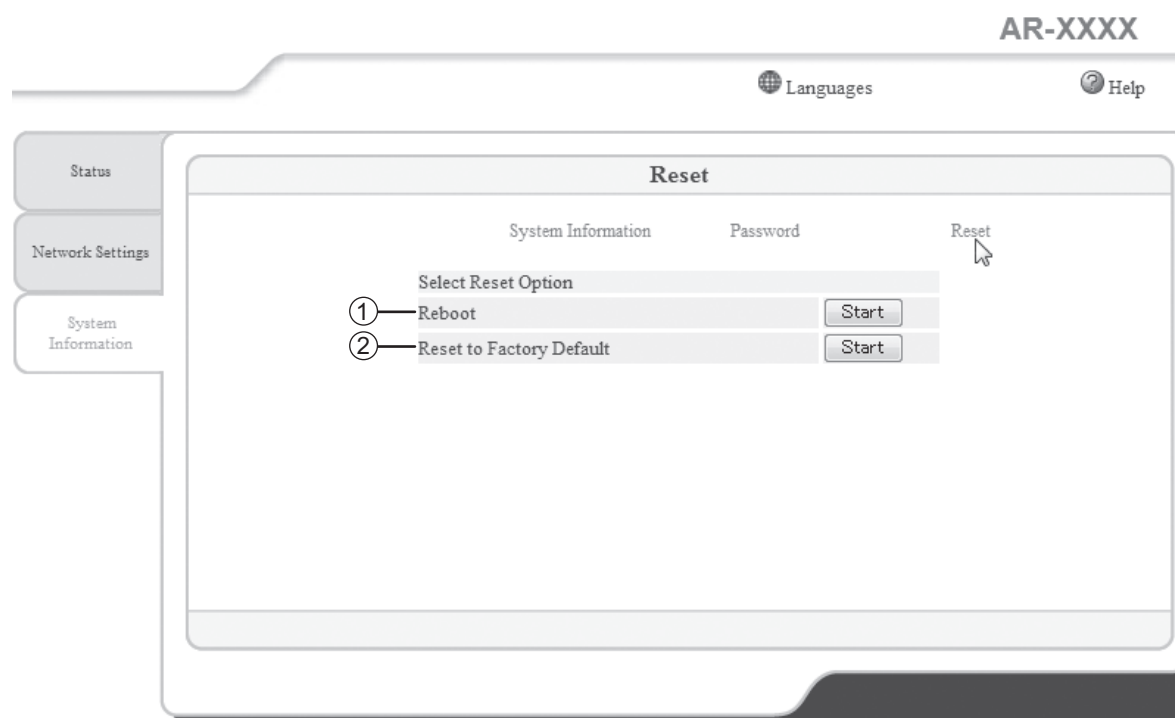 AR-XXXX
Languages
Help
Status
Network Settings
System
Information
Reset
System Information Password Reset
Select Reset Option
1 Reboot Start
2 Reset to Factory Default Start